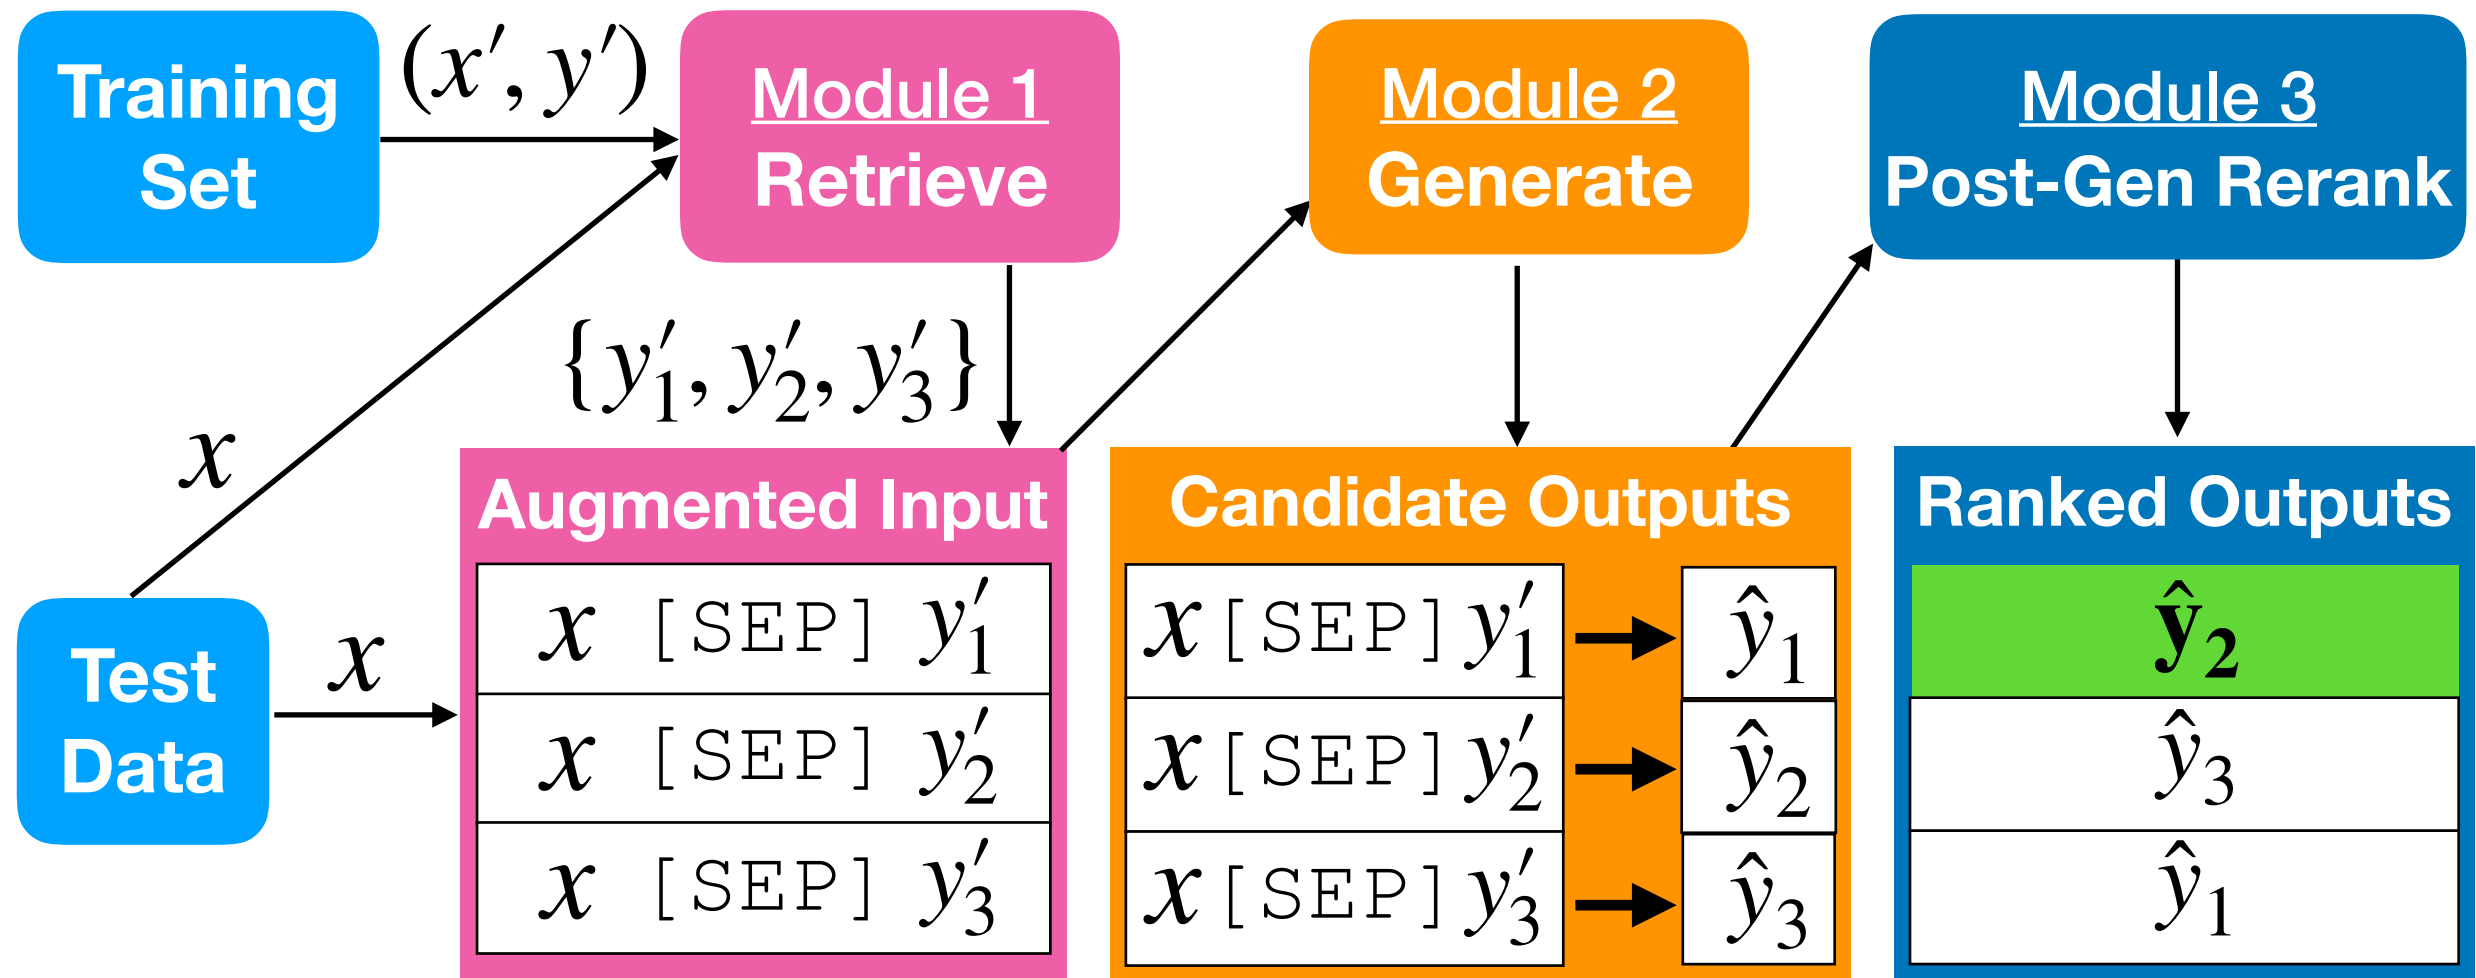 Training
Set
(x′, y′)
Module 1
Retrieve
Module 2
Generate
Module 3
Post-Gen Rerank
{y′₁, y′₂, y′₃}
x
Test
Data
x
Augmented Input
x [SEP] y′₁
x [SEP] y′₂
x [SEP] y′₃
Candidate Outputs
x [SEP] y′₁ ŷ₁
x [SEP] y′₂ ŷ₂
x [SEP] y′₃ ŷ₃
Ranked Outputs
ŷ₂
ŷ₃
ŷ₁